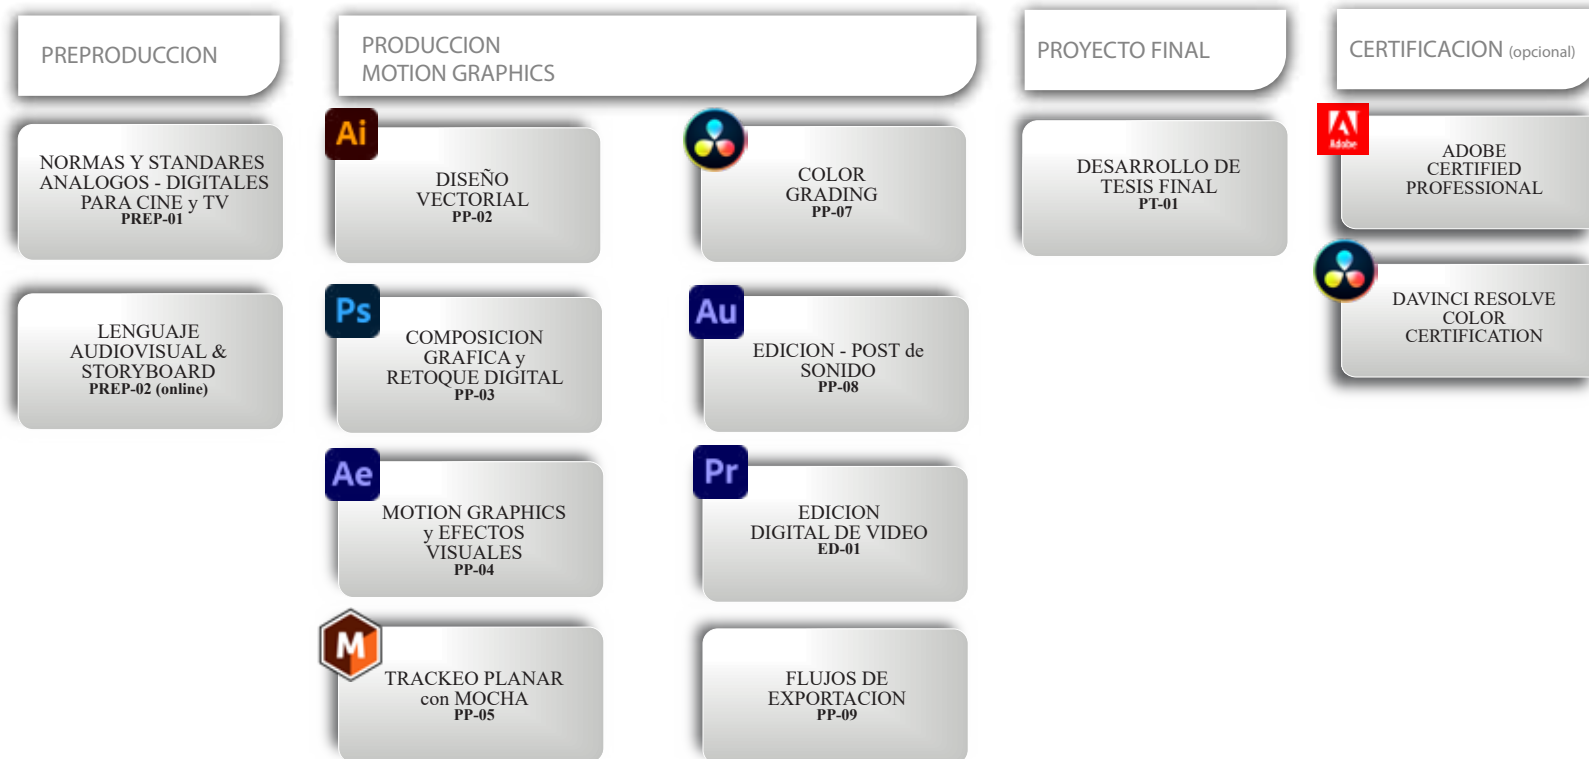 PREPRODUCCION
NORMAS Y STANDARES
ANALOGOS - DIGITALES
PARA CINE y TV
PREP-01
LENGUAJE
AUDIOVISUAL &
STORYBOARD
PREP-02 (online)
PRODUCCION
MOTION GRAPHICS
Ai
DISEÑO
VECTORIAL
PP-02
Ps
COMPOSICION
GRAFICA y
RETOQUE DIGITAL
PP-03
Ae
MOTION GRAPHICS
y EFECTOS
VISUALES
PP-04
M
TRACKEO PLANAR
con MOCHA
PP-05
COLOR
GRADING
PP-07
Au
EDICION - POST de
SONIDO
PP-08
Pr
EDICION
DIGITAL DE VIDEO
ED-01
FLUJOS DE
EXPORTACION
PP-09
PROYECTO FINAL
DESARROLLO DE
TESIS FINAL
PT-01
CERTIFICACION (opcional)
Adobe
ADOBE
CERTIFIED
PROFESSIONAL
DAVINCI RESOLVE
COLOR
CERTIFICATION